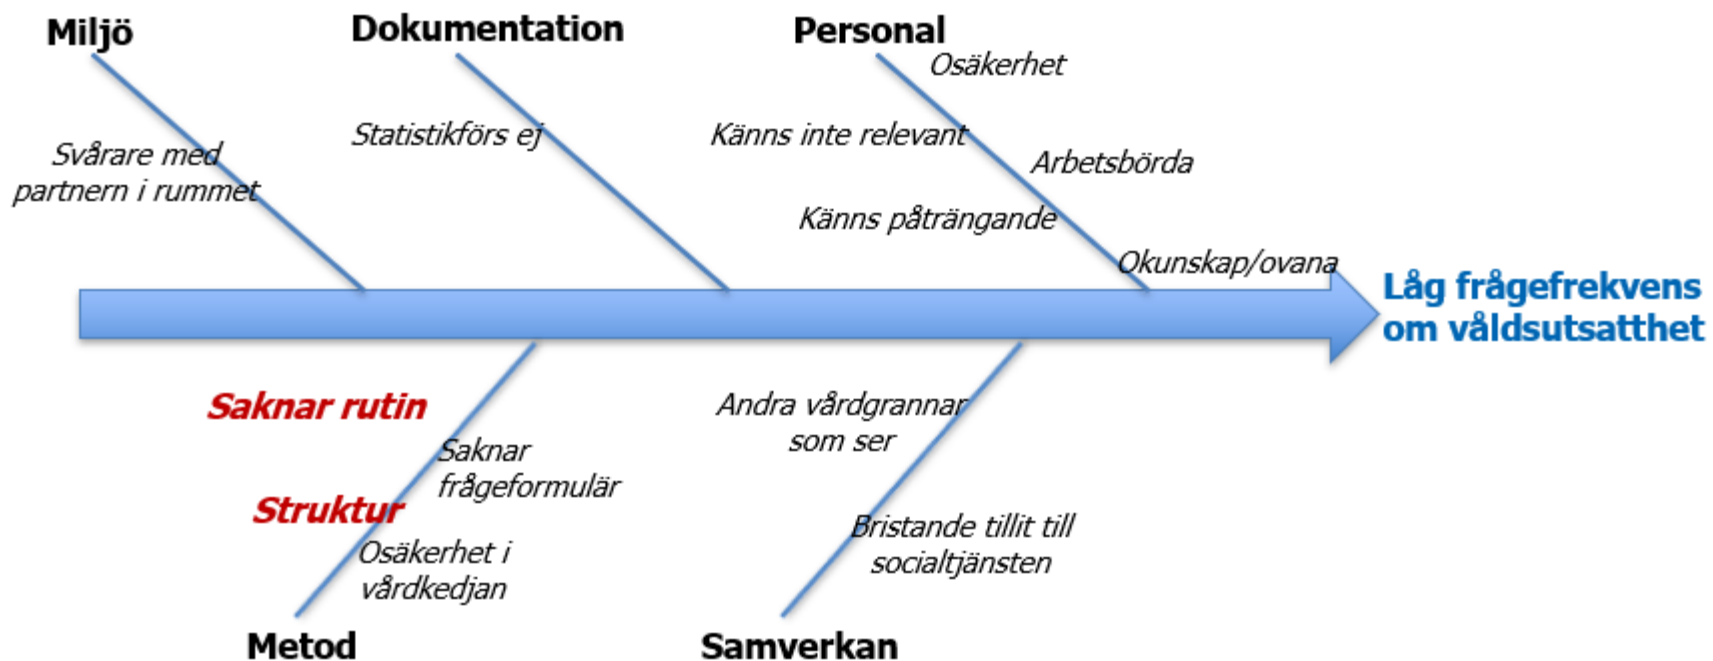 Miljö
Dokumentation
Personal
Osäkerhet
Svårare med
partnern i rummet
Statistikförs ej
Känns inte relevant
Arbetsbörda
Känns påträngande
Okunskap/ovana
Låg frågefrekvens
om våldsutsatthet
Saknar rutin
Saknar
frågeformulär
Struktur
Osäkerhet i
vårdkedjan
Andra vårdgrannar
som ser
Bristande tillit till
socialtjänsten
Metod
Samverkan